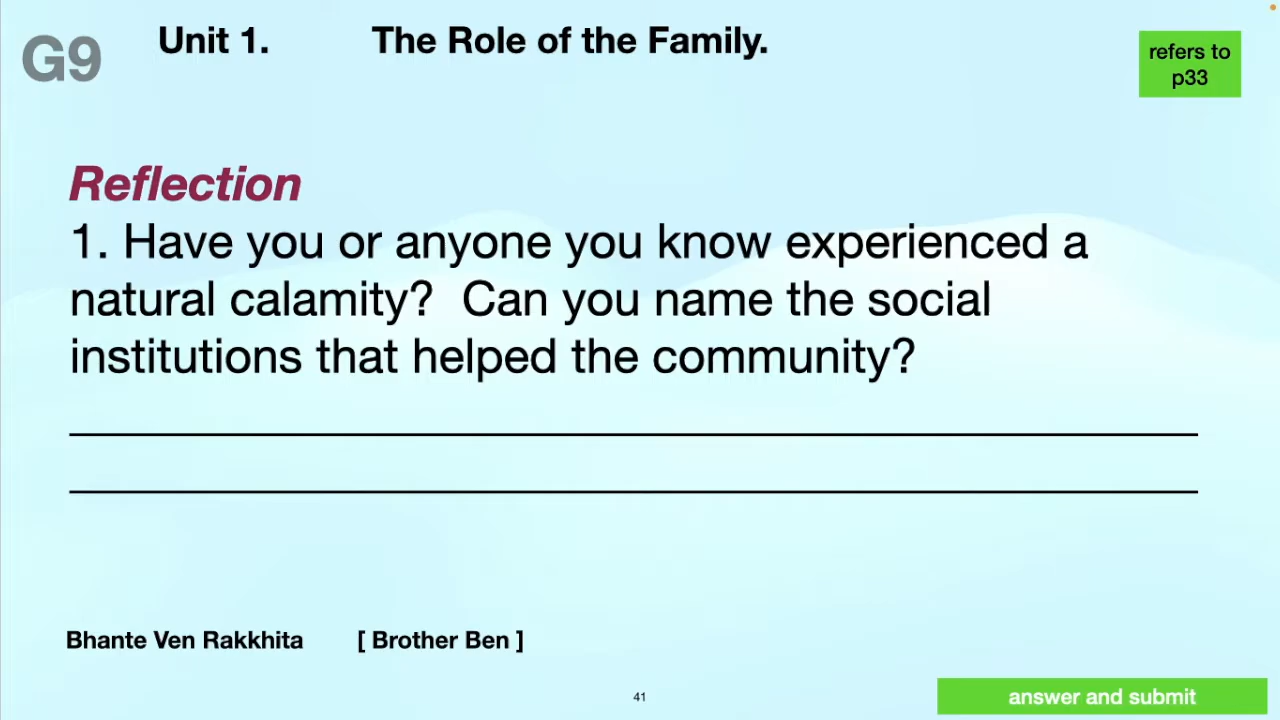 G9
Unit 1. The Role of the Family.
refers to
p33
Reflection
1. Have you or anyone you know experienced a
natural calamity? Can you name the social
institutions that helped the community?
Bhante Ven Rakkhita [ Brother Ben ]
41
answer and submit